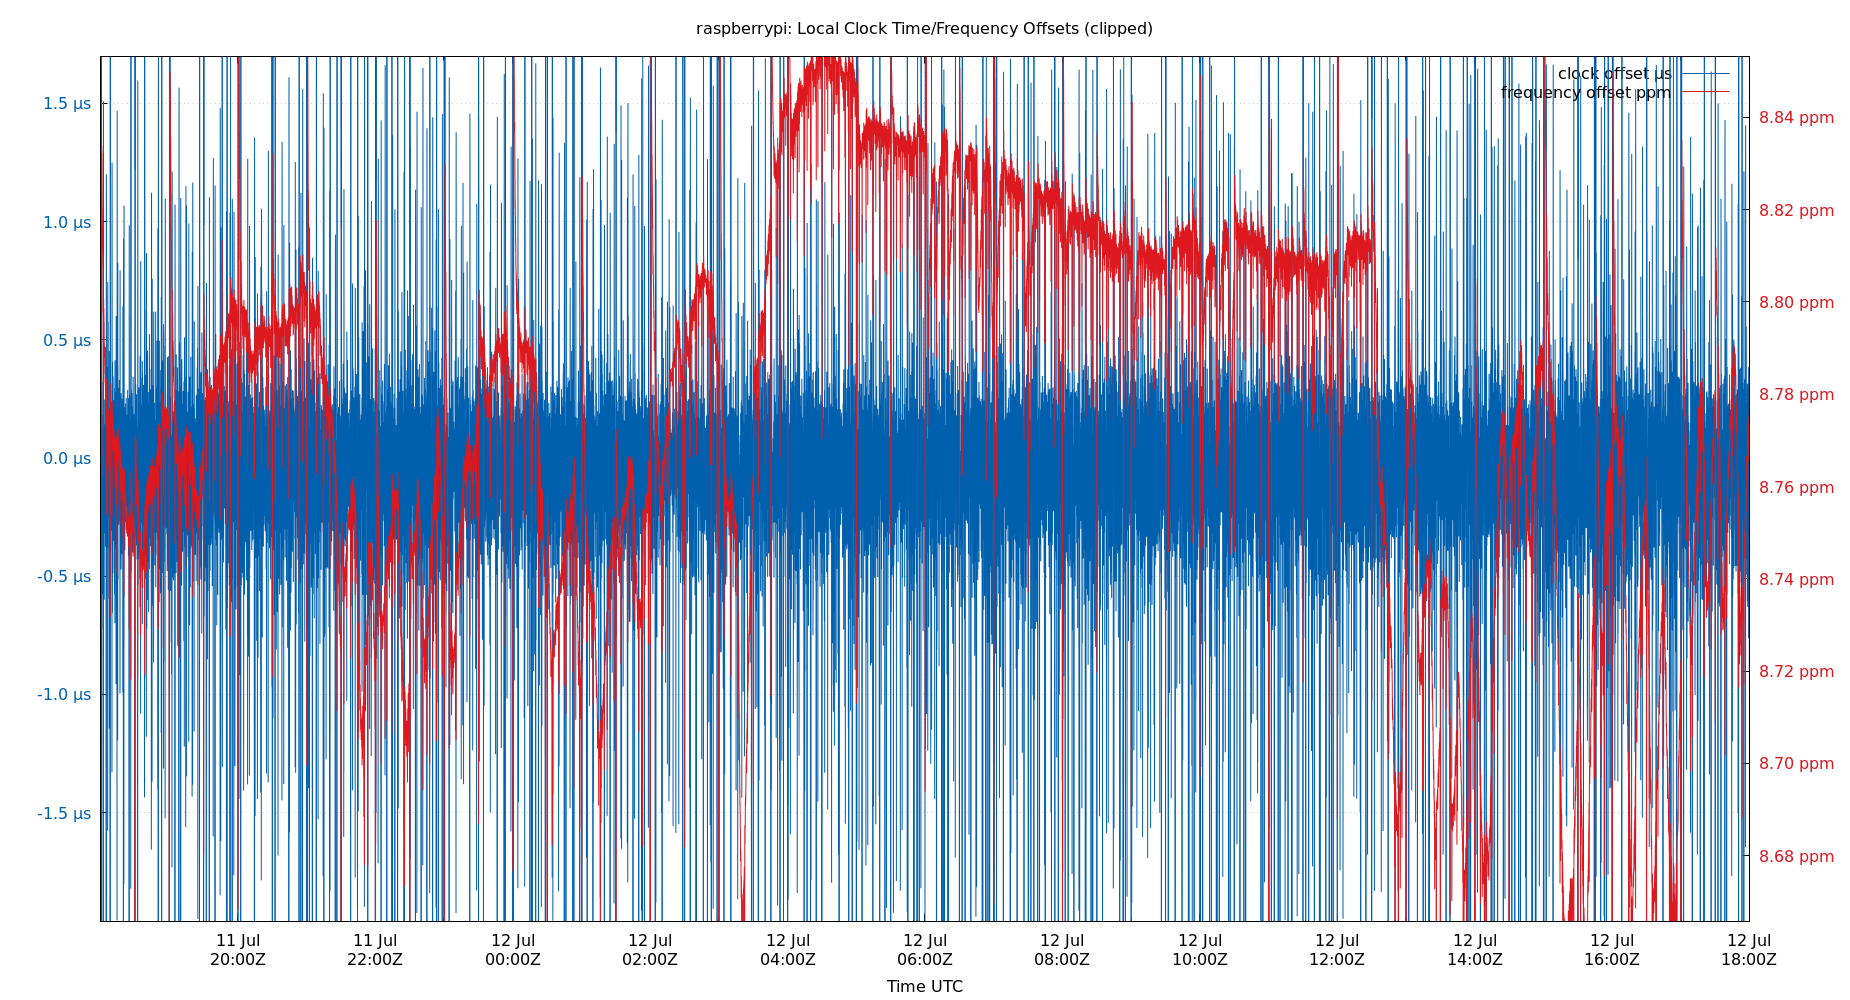 raspberrypi: Local Clock Time/Frequency Offsets (clipped)
clock offset µs
frequency offset ppm
1.5 µs
1.0 µs
0.5 µs
0.0 µs
-0.5 µs
-1.0 µs
-1.5 µs
8.84 ppm
8.82 ppm
8.80 ppm
8.78 ppm
8.76 ppm
8.74 ppm
8.72 ppm
8.70 ppm
8.68 ppm
11 Jul 11 Jul 12 Jul 12 Jul 12 Jul 12 Jul 12 Jul 12 Jul 12 Jul 12 Jul 12 Jul 12 Jul
20:00Z 22:00Z 00:00Z 02:00Z 04:00Z 06:00Z 08:00Z 10:00Z 12:00Z 14:00Z 16:00Z 18:00Z
Time UTC